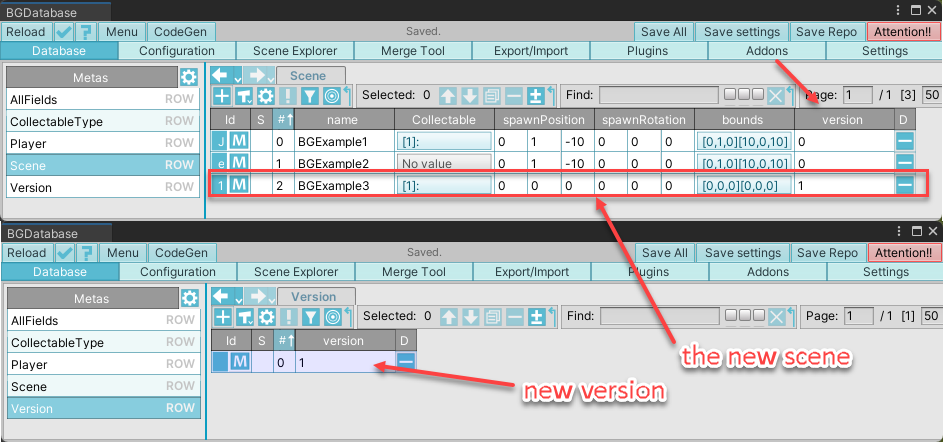 BGDatabase
Reload ? Menu CodeGen Saved. Save All Save settings Save Repo Attention!!
Database Configuration Scene Explorer Merge Tool Export/Import Plugins Addons Settings
Metas Scene
AllFields ROW Selected: 0 Find: Page: 1 / 1 [3] 50
CollectableType ROW Id S # name Collectable spawnPosition spawnRotation bounds version D
Player ROW J M 0 BGExample1 [1]: 0 1 -10 0 0 0 [0,1,0][10,0,10] 0
Scene ROW e M 1 BGExample2 No value 0 1 -10 0 0 0 [0,1,0][10,0,10] 0
Version ROW 1 M 2 BGExample3 [1]: 0 0 0 0 0 0 [0,0,0][0,0,0] 1
BGDatabase
Reload ? Menu CodeGen Saved. Save All Save settings Save Repo Attention!!
Database Configuration Scene Explorer Merge Tool Export/Import Plugins Addons Settings
Metas Version
AllFields ROW Selected: 0 Find: Page: 1 / 1 [1] 50
CollectableType ROW Id S # version D
Player ROW M 0 1
the new scene
Scene ROW
new version
Version ROW